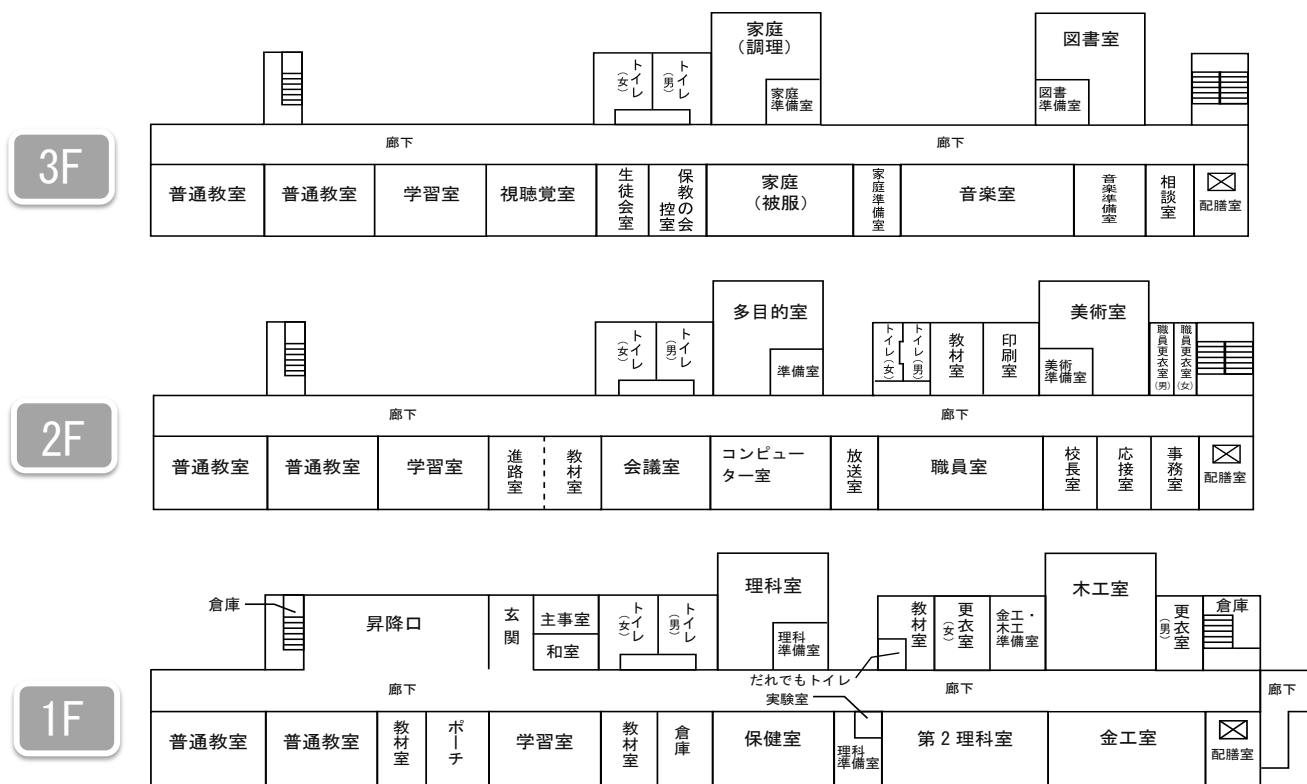 3F
家庭
(調理)
図書室
トイレ
(女)
トイレ
(男)
家庭
準備室
図書
準備室
廊下
廊下
普通教室
普通教室
学習室
視聴覚室
生徒会室
保教の会
控室
家庭
(被服)
家庭準備室
音楽室
音楽準備室
相談室
配膳室
2F
多目的室
美術室
トイレ
(女)
トイレ
(男)
準備室
トイレ(女)
トイレ(男)
教材室
印刷室
美術
準備室
職員更衣室(男)
職員更衣室(女)
廊下
廊下
普通教室
普通教室
学習室
進路室
教材室
会議室
コンピュー
ター室
放送室
職員室
校長室
応接室
事務室
配膳室
1F
理科室
木工室
倉庫
昇降口
玄関
主事室
和室
トイレ
(女)
トイレ
(男)
理科
準備室
教材室
更衣室
(女)
金工・
木工
準備室
更衣室
(男)
倉庫
だれでもトイレ
実験室
廊下
廊下
廊下
普通教室
普通教室
教材室
ポーチ
学習室
教材室
倉庫
保健室
理科
準備室
第2理科室
金工室
配膳室